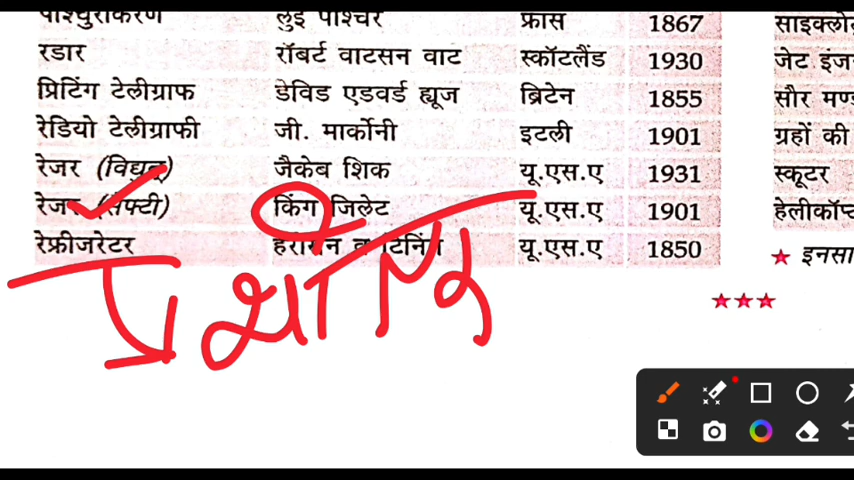 पाश्चुराकरण लुई पाश्चर फ्रांस 1867 साइक्लो
रडार रॉबर्ट वाटसन वाट स्कॉटलैंड 1930 जेट इंज
प्रिटिंग टेलीग्राफ डेविड एडवर्ड ह्यूज ब्रिटेन 1855 सौर मण्ड
रेडियो टेलीग्राफी जी. मार्कोनी इटली 1901 ग्रहों की
रेजर (विद्युत्) जैकेब शिक यू.एस.ए 1931 स्कूटर
रेजर (सेफ्टी) किंग जिलेट यू.एस.ए 1901 हेलीकॉप्ट
रेफ्रीजरेटर यू.एस.ए 1850 इनसा